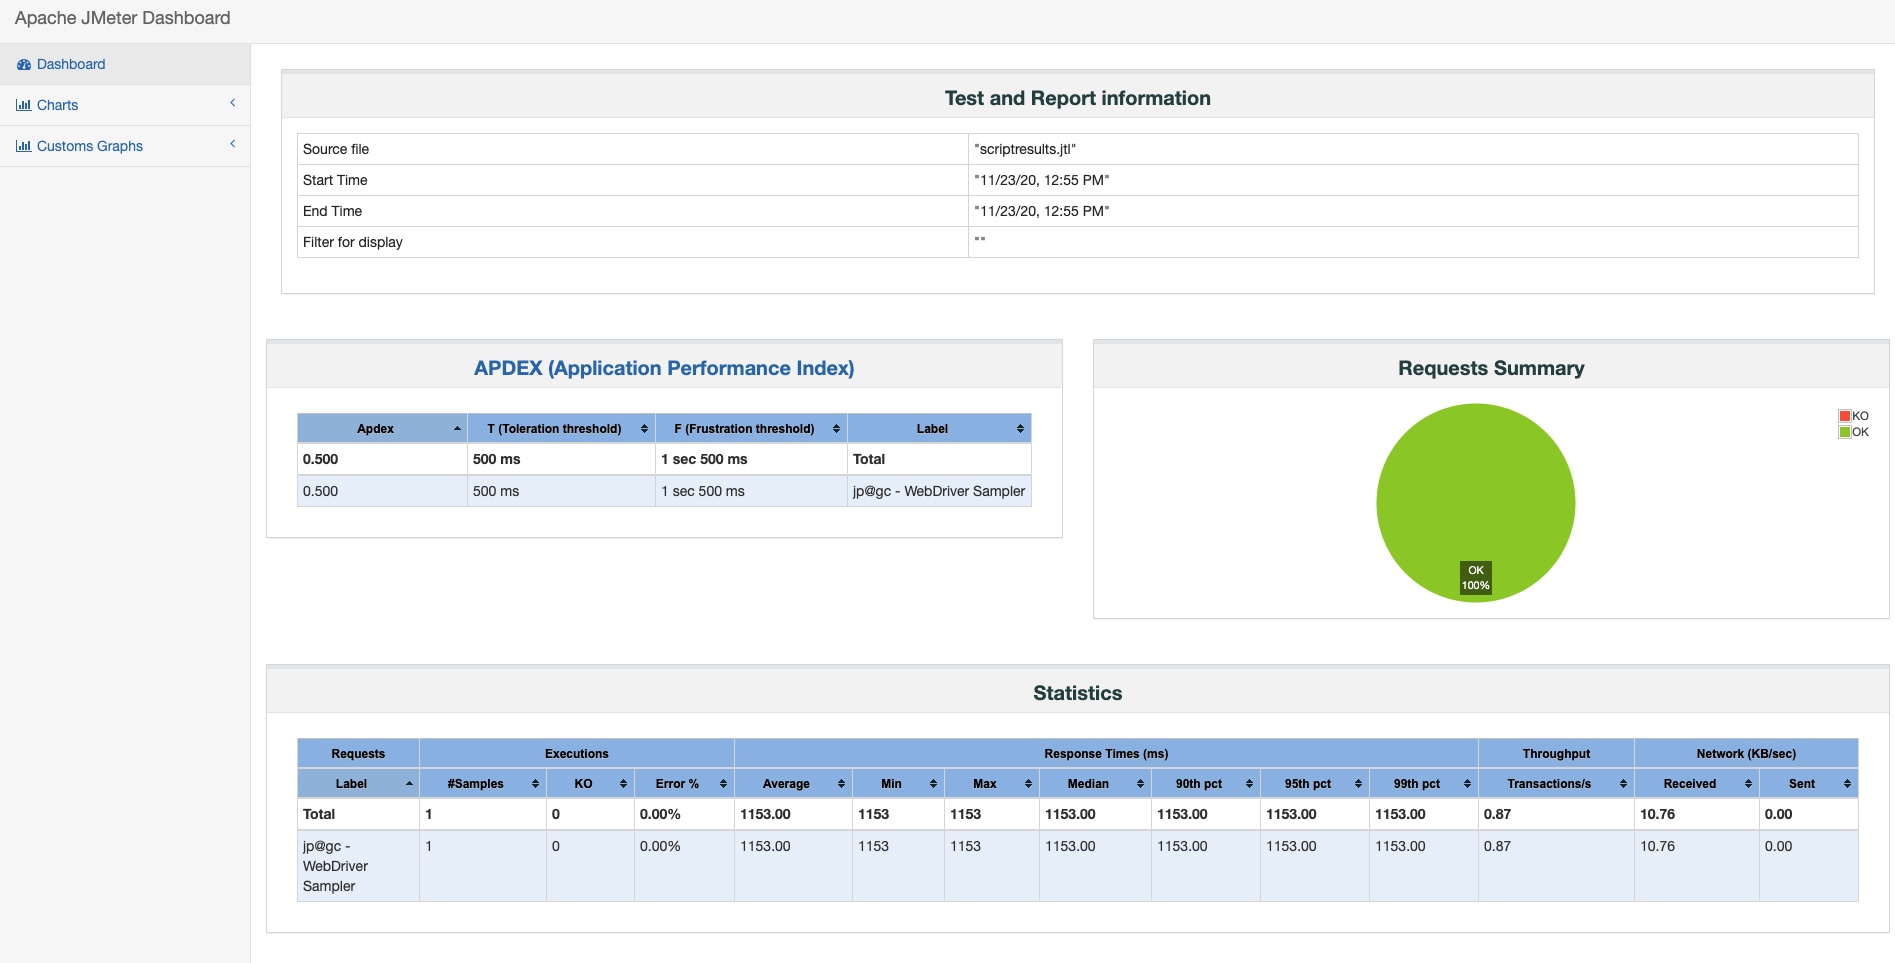 Apache JMeter Dashboard
Dashboard
Charts
Customs Graphs
Test and Report information
Source file "scriptresults.jtl"
Start Time "11/23/20, 12:55 PM"
End Time "11/23/20, 12:55 PM"
Filter for display ""
APDEX (Application Performance Index)
Apdex T (Toleration threshold) F (Frustration threshold) Label
0.500 500 ms 1 sec 500 ms Total
0.500 500 ms 1 sec 500 ms jp@gc - WebDriver Sampler
Requests Summary
KO
OK
OK
100%
Statistics
Requests Executions Response Times (ms) Throughput Network (KB/sec)
Label #Samples KO Error % Average Min Max Median 90th pct 95th pct 99th pct Transactions/s Received Sent
Total 1 0 0.00% 1153.00 1153 1153 1153.00 1153.00 1153.00 1153.00 0.87 10.76 0.00
jp@gc - 1 0 0.00% 1153.00 1153 1153 1153.00 1153.00 1153.00 1153.00 0.87 10.76 0.00
WebDriver
Sampler